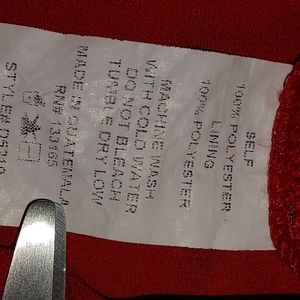 SELF
100% POLYESTER
LINING
100% POLYESTER
MACHINE WASH
WITH COLD WATER
DO NOT BLEACH
TUMBLE DRY LOW
MADE IN GUATEMALA
RN# 133165
STYLE#